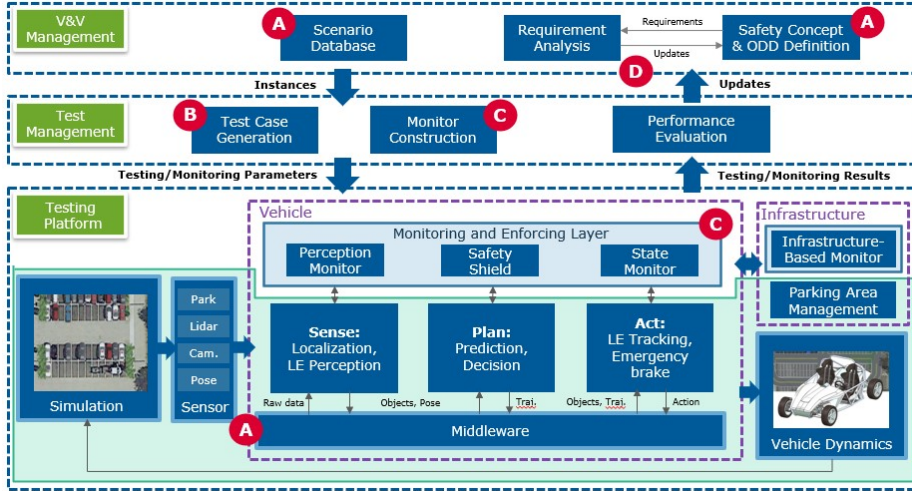 V&V
Management
A
Scenario
Database
Requirement
Analysis
Requirements
Updates
Safety Concept
& ODD Definition
A
D
Instances
Updates
Test
Management
B
Test Case
Generation
Monitor
Construction
C
Performance
Evaluation
Testing/Monitoring Parameters
Testing/Monitoring Results
Testing
Platform
Vehicle
C
Monitoring and Enforcing Layer
Perception
Monitor
Safety
Shield
State
Monitor
Infrastructure
Infrastructure-
Based Monitor
Parking Area
Management
Simulation
Park
Lidar
Cam.
Pose
Sensor
Sense:
Localization,
LE Perception
Plan:
Prediction,
Decision
Act:
LE Tracking,
Emergency
brake
Raw data
Objects, Pose
Traj.
Objects, Traj.
Action
A
Middleware
Vehicle Dynamics